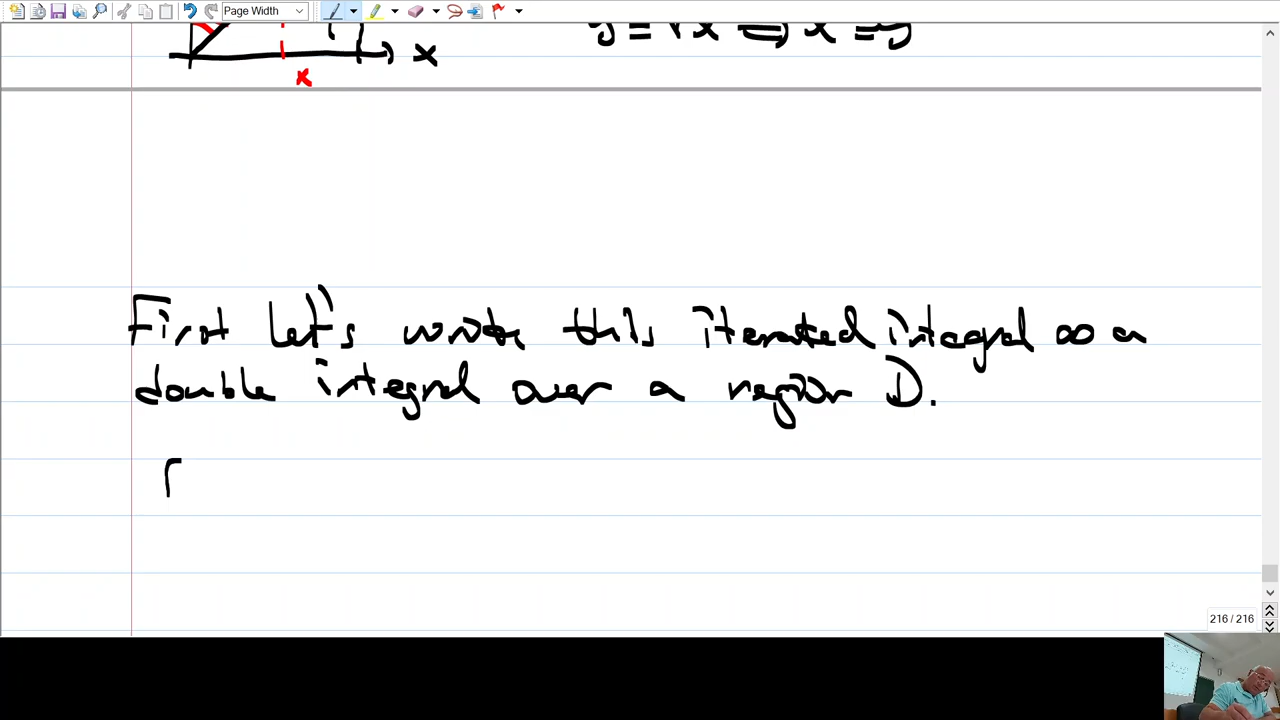 Page Width
y = √x ⟺ x = y
x
x
First let's write this iterated integral as a
double integral over a region D.
216 / 216